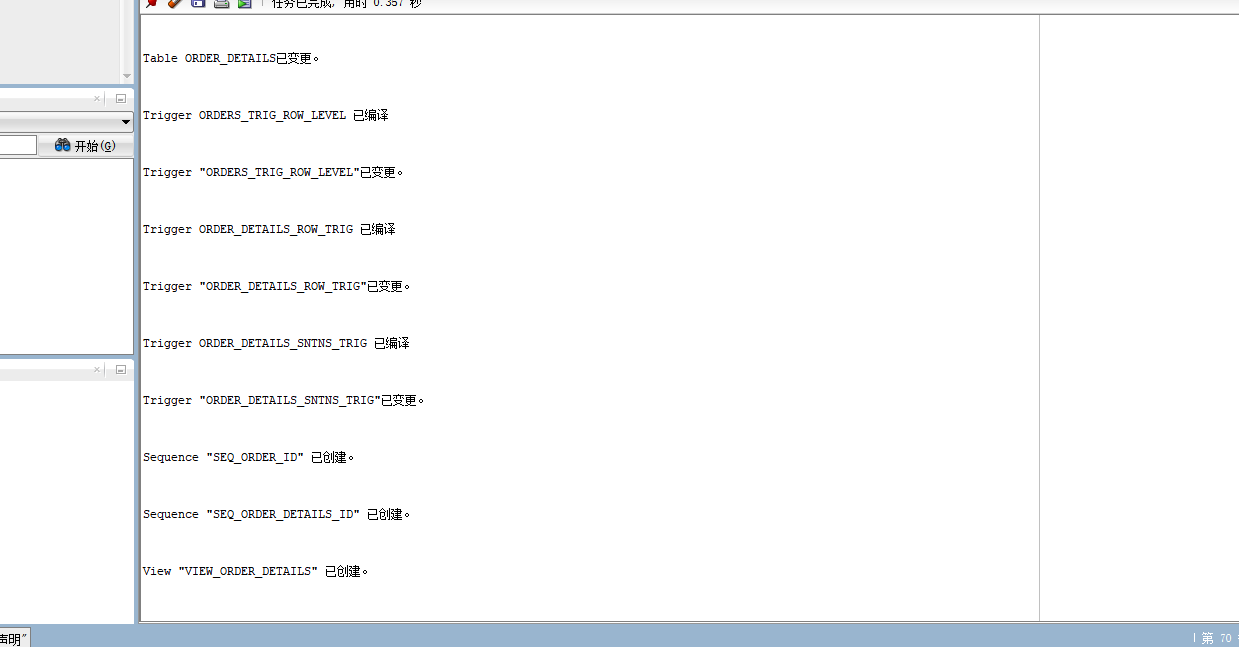 任务已完成, 用时 0.357 秒
Table ORDER_DETAILS已变更。
Trigger ORDERS_TRIG_ROW_LEVEL 已编译
开始(G)
Trigger "ORDERS_TRIG_ROW_LEVEL"已变更。
Trigger ORDER_DETAILS_ROW_TRIG 已编译
Trigger "ORDER_DETAILS_ROW_TRIG"已变更。
Trigger ORDER_DETAILS_SNTNS_TRIG 已编译
Trigger "ORDER_DETAILS_SNTNS_TRIG"已变更。
Sequence "SEQ_ORDER_ID" 已创建。
Sequence "SEQ_ORDER_DETAILS_ID" 已创建。
View "VIEW_ORDER_DETAILS" 已创建。
声明"
第 70